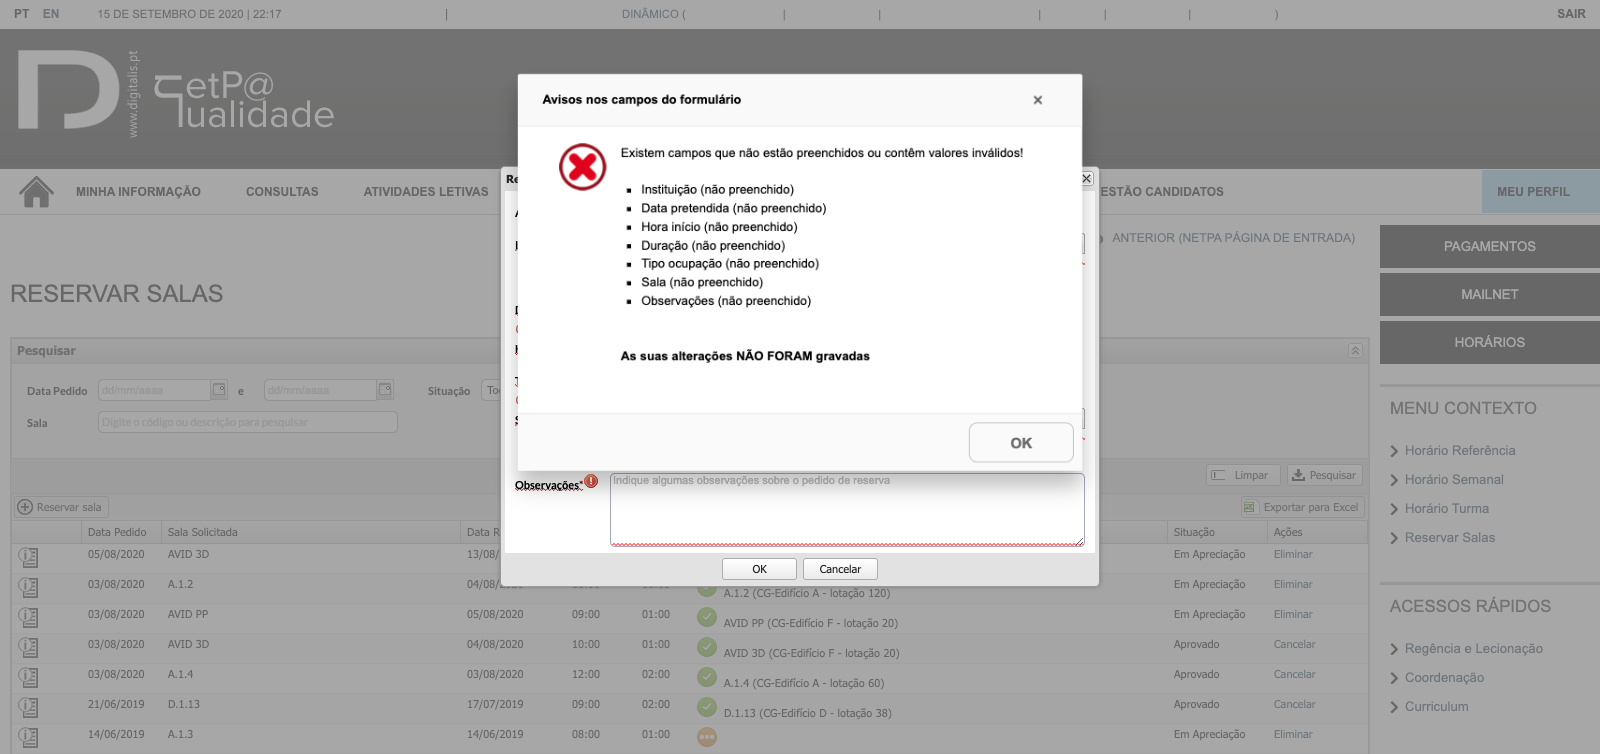 PT EN 15 DE SETEMBRO DE 2020 | 22:17 | DINÂMICO ( | | | | | ) SAIR
www.digitalis.pt
netP@
qualidade
MINHA INFORMAÇÃO CONSULTAS ATIVIDADES LETIVAS ESTÃO CANDIDATOS MEU PERFIL
ANTERIOR (NETPA PÁGINA DE ENTRADA)
RESERVAR SALAS
Pesquisar
Data Pedido dd/mm/aaaa e dd/mm/aaaa Situação
Sala Digite o código ou descrição para pesquisar
Limpar Pesquisar
Reservar sala Exportar para Excel
Data Pedido Sala Solicitada Data R Situação Ações
05/08/2020 AVID 3D 13/08/ Em Apreciação Eliminar
03/08/2020 A.1.2 04/08/2020 A.1.2 (CG-Edifício A - lotação 120) Em Apreciação Eliminar
03/08/2020 AVID PP 05/08/2020 09:00 01:00 AVID PP (CG-Edifício F - lotação 20) Em Apreciação Eliminar
03/08/2020 AVID 3D 04/08/2020 10:00 01:00 AVID 3D (CG-Edifício F - lotação 20) Aprovado Cancelar
03/08/2020 A.1.4 03/08/2020 12:00 02:00 A.1.4 (CG-Edifício A - lotação 60) Aprovado Cancelar
21/06/2019 D.1.13 17/07/2019 09:00 02:00 D.1.13 (CG-Edifício D - lotação 38) Aprovado Cancelar
14/06/2019 A.1.3 14/06/2019 08:00 01:00 Em Apreciação Eliminar
Avisos nos campos do formulário
Existem campos que não estão preenchidos ou contêm valores inválidos!
Instituição (não preenchido)
Data pretendida (não preenchido)
Hora início (não preenchido)
Duração (não preenchido)
Tipo ocupação (não preenchido)
Sala (não preenchido)
Observações (não preenchido)
As suas alterações NÃO FORAM gravadas
OK
Observações* Indique algumas observações sobre o pedido de reserva
OK Cancelar
PAGAMENTOS
MAILNET
HORÁRIOS
MENU CONTEXTO
Horário Referência
Horário Semanal
Horário Turma
Reservar Salas
ACESSOS RÁPIDOS
Regência e Lecionação
Coordenação
Curriculum